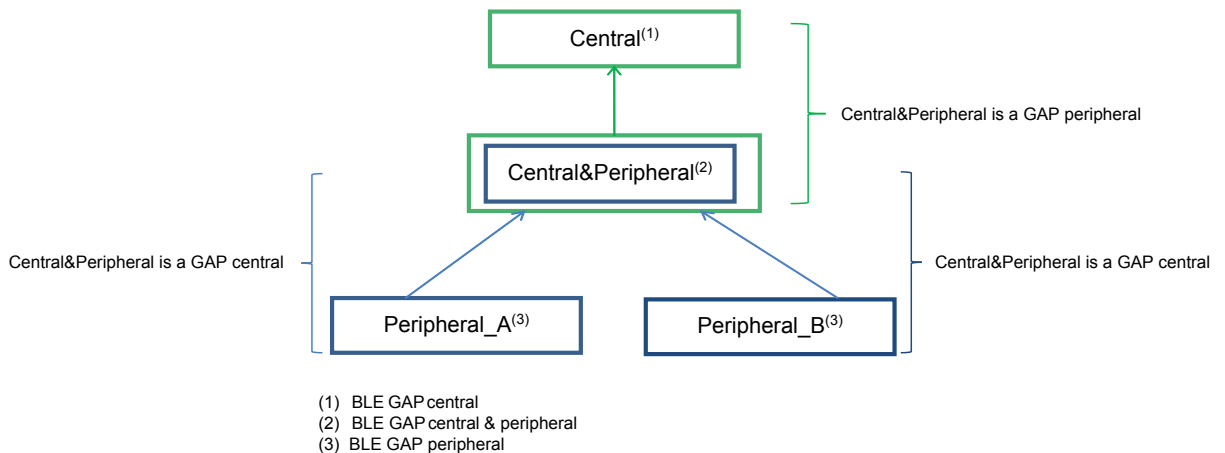 Central(1)
Central&Peripheral is a GAP peripheral
Central&Peripheral(2)
Central&Peripheral is a GAP central
Central&Peripheral is a GAP central
Peripheral_A(3)
Peripheral_B(3)
(1) BLE GAP central
(2) BLE GAP central & peripheral
(3) BLE GAP peripheral